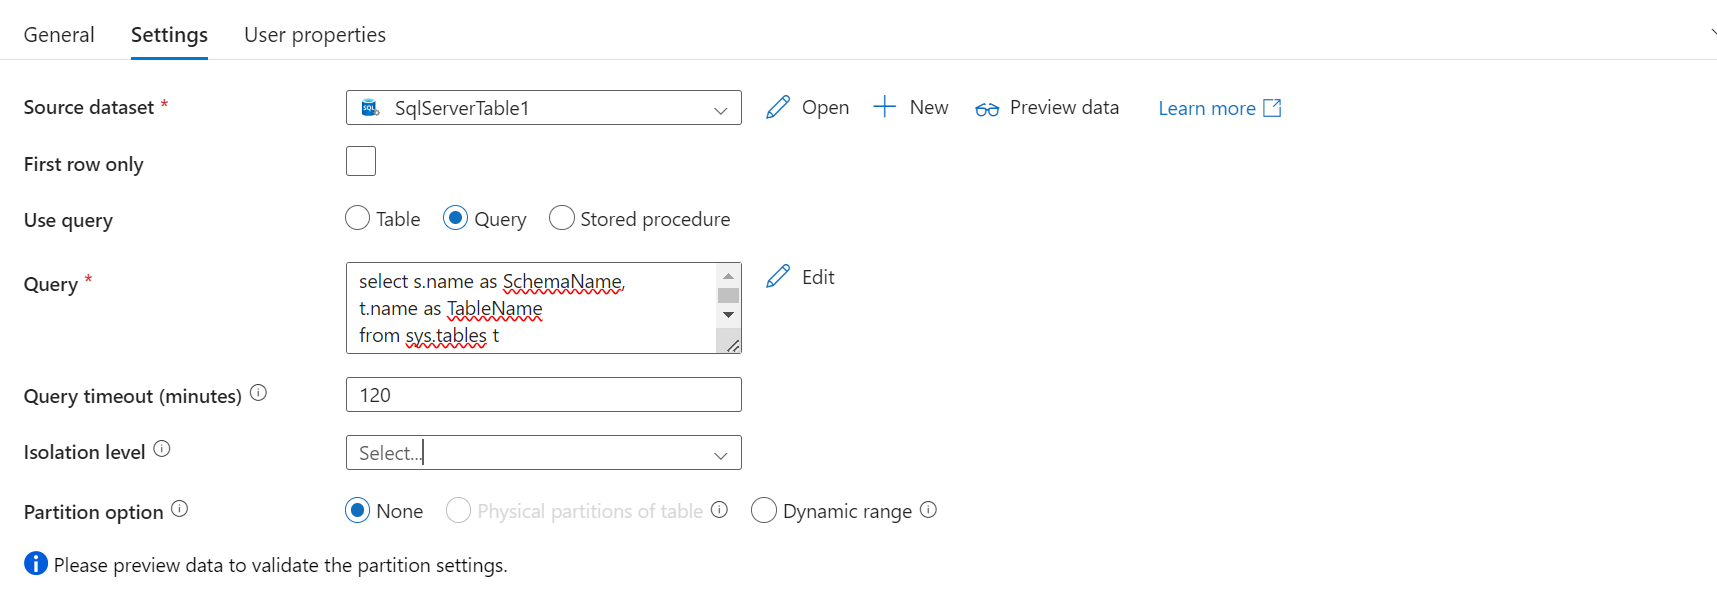 General Settings User properties
Source dataset * SqlServerTable1 Open New Preview data Learn more
First row only
Use query Table Query Stored procedure
Query * select s.name as SchemaName, Edit
t.name as TableName
from sys.tables t
Query timeout (minutes) 120
Isolation level Select...
Partition option None Physical partitions of table Dynamic range
Please preview data to validate the partition settings.